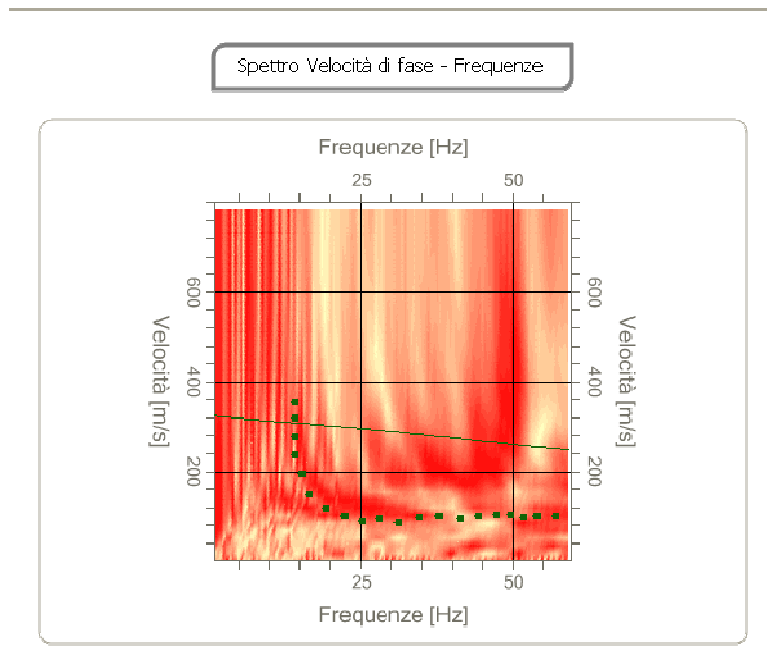 Spettro Velocità di fase - Frequenze
Frequenze [Hz]
25 50
600 600
Velocità [m/s] Velocità [m/s]
400 400
200 200
25 50
Frequenze [Hz]